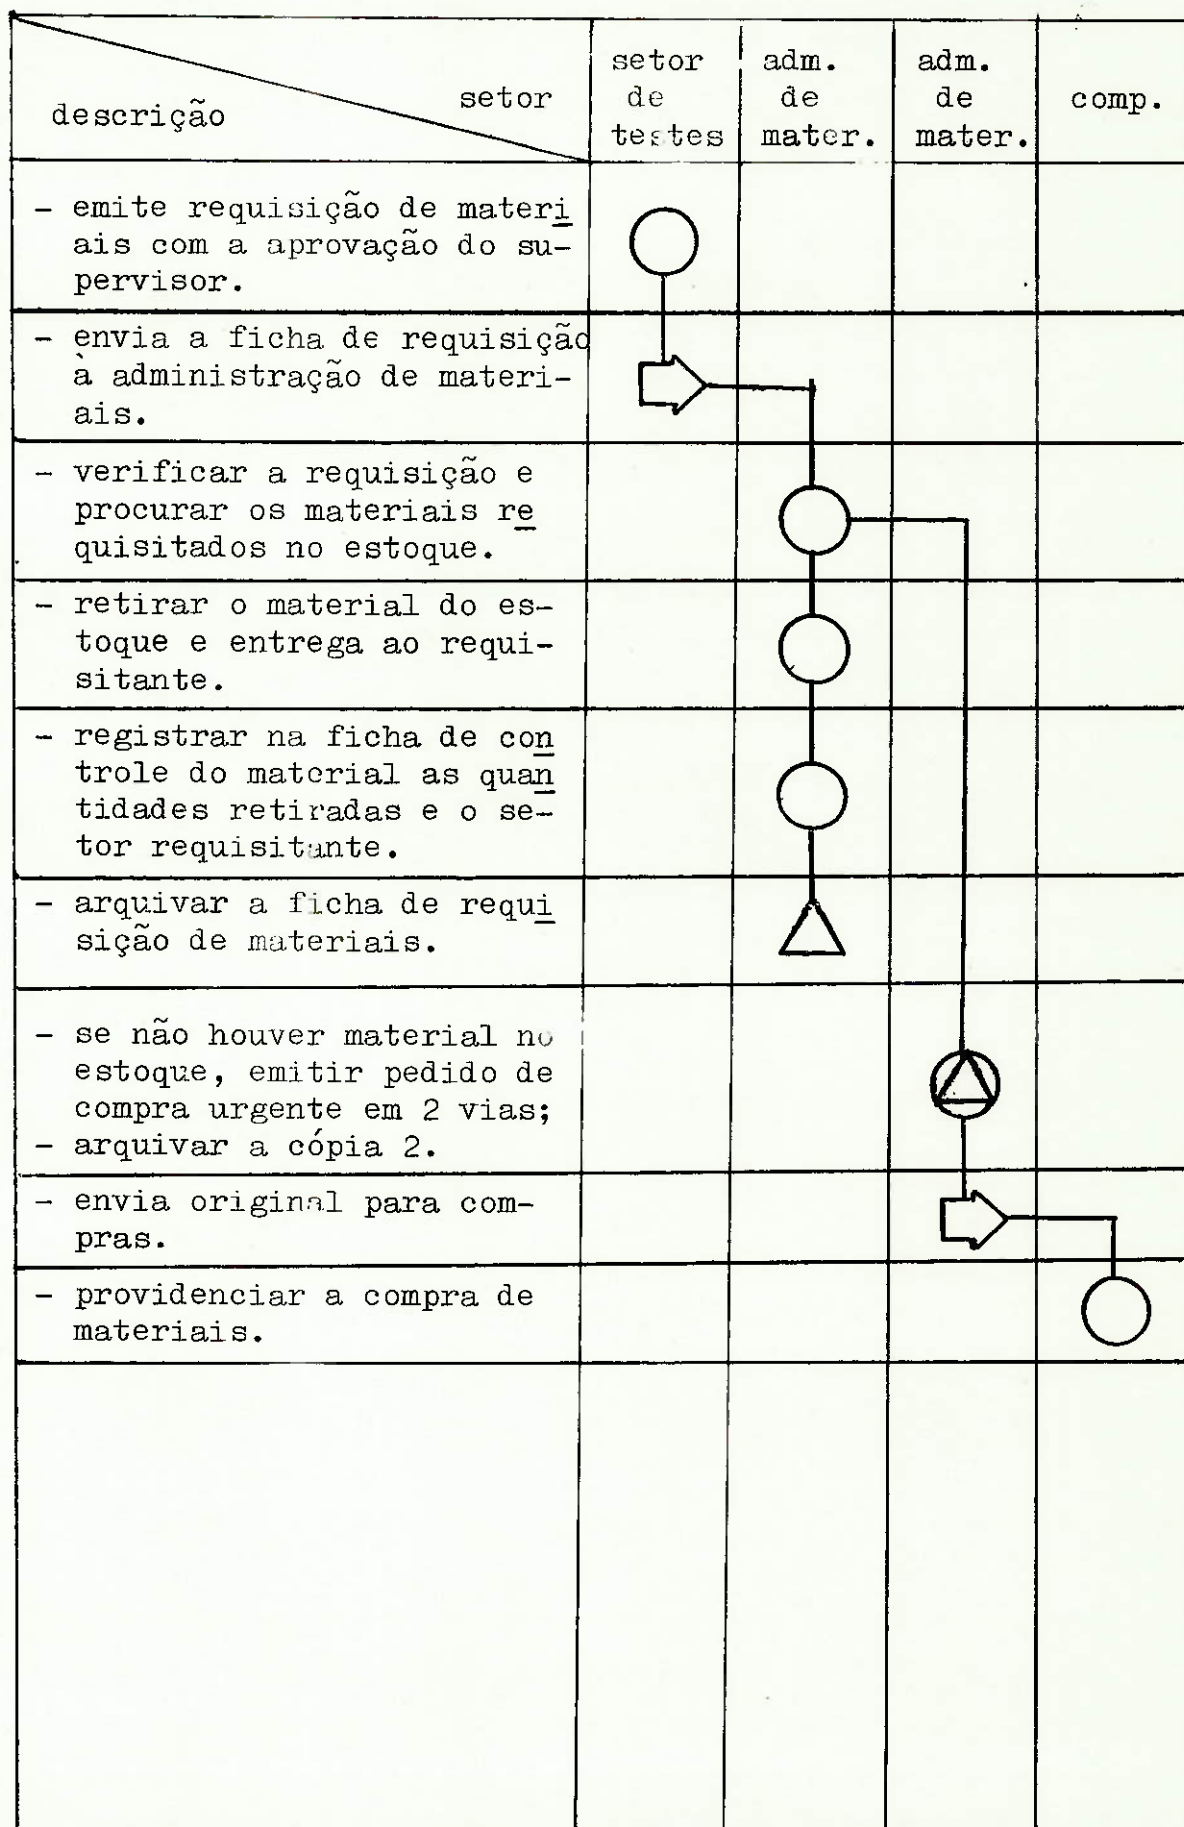 descrição
setor
setor
de
testes
adm.
de
mater.
adm.
de
mater.
comp.
- emite requisição de materi
ais com a aprovação do su-
pervisor.
- envia a ficha de requisição
à administração de materi-
ais.
- verificar a requisição e
procurar os materiais re
quisitados no estoque.
- retirar o material do es-
toque e entrega ao requi-
sitante.
- registrar na ficha de con
trole do material as quan
tidades retiradas e o se-
tor requisitante.
- arquivar a ficha de requi
sição de materiais.
- se não houver material no
estoque, emitir pedido de
compra urgente em 2 vias;
- arquivar a cópia 2.
- envia original para com-
pras.
- providenciar a compra de
materiais.